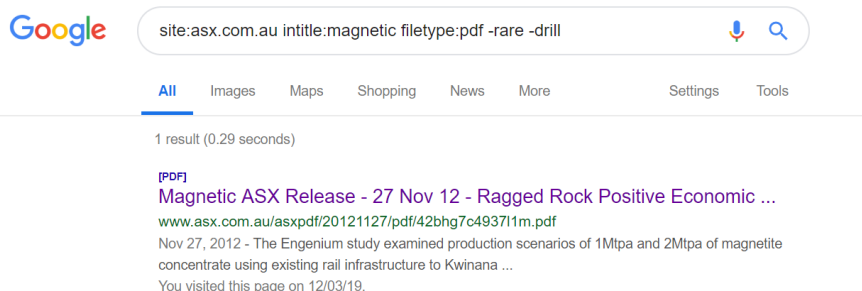 Google
site:asx.com.au intitle:magnetic filetype:pdf -rare -drill
All Images Maps Shopping News More Settings Tools
1 result (0.29 seconds)
[PDF]
Magnetic ASX Release - 27 Nov 12 - Ragged Rock Positive Economic ...
www.asx.com.au/asxpdf/20121127/pdf/42bhg7c4937l1m.pdf
Nov 27, 2012 - The Engenium study examined production scenarios of 1Mtpa and 2Mtpa of magnetite
concentrate using existing rail infrastructure to Kwinana ...
You visited this page on 12/03/19.